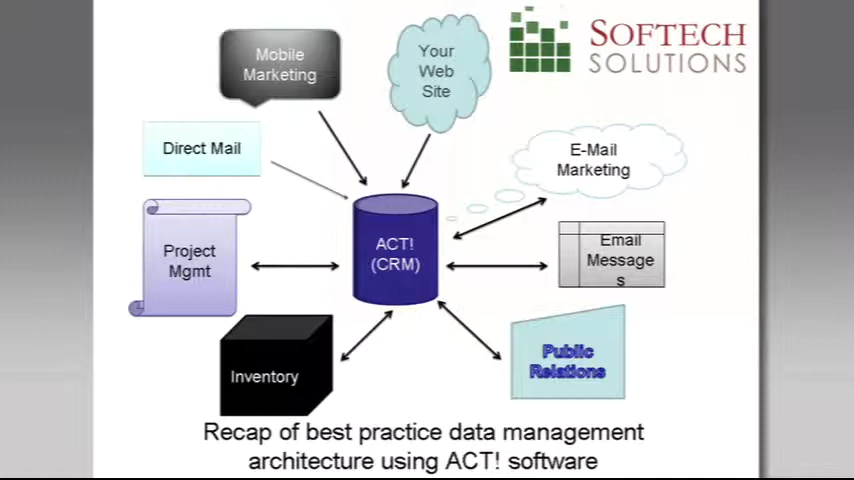 Mobile
Marketing
Your
Web
Site
SOFTECH
SOLUTIONS
Direct Mail
E-Mail
Marketing
Project
Mgmt
ACT!
(CRM)
Email
Message
s
Inventory
Public
Relations
Recap of best practice data management
architecture using ACT! software